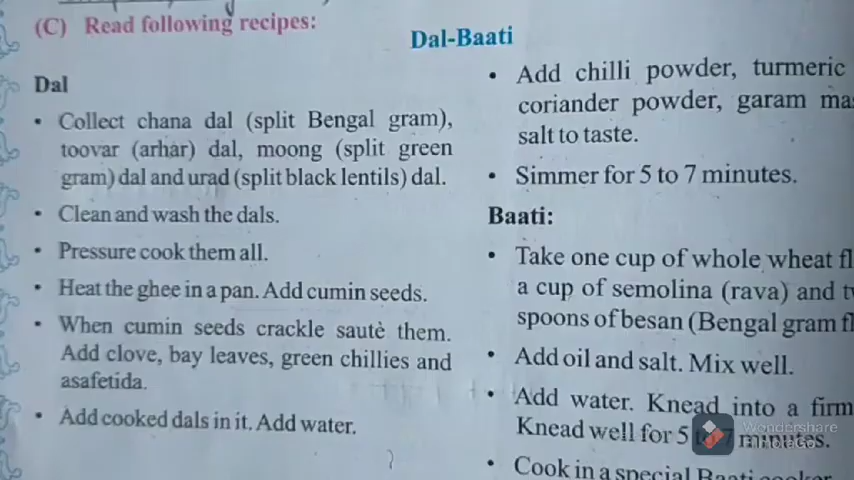 (C) Read following recipes:
Dal-Baati
Dal
• Collect chana dal (split Bengal gram),
toovar (arhar) dal, moong (split green
gram) dal and urad (split black lentils) dal.
• Clean and wash the dals.
• Pressure cook them all.
• Heat the ghee in a pan. Add cumin seeds.
• When cumin seeds crackle sautè them.
Add clove, bay leaves, green chillies and
asafetida.
• Add cooked dals in it. Add water.
• Add chilli powder, turmeric
coriander powder, garam
salt to taste.
• Simmer for 5 to 7 minutes.
Baati:
• Take one cup of whole wheat
a cup of semolina (rava) and
spoons of besan (Bengal gram
• Add oil and salt. Mix well.
• Add water. Knead into a firm
Knead well for 5 to 7 minutes.
• Cook in a special Baati cooker
Wondershare